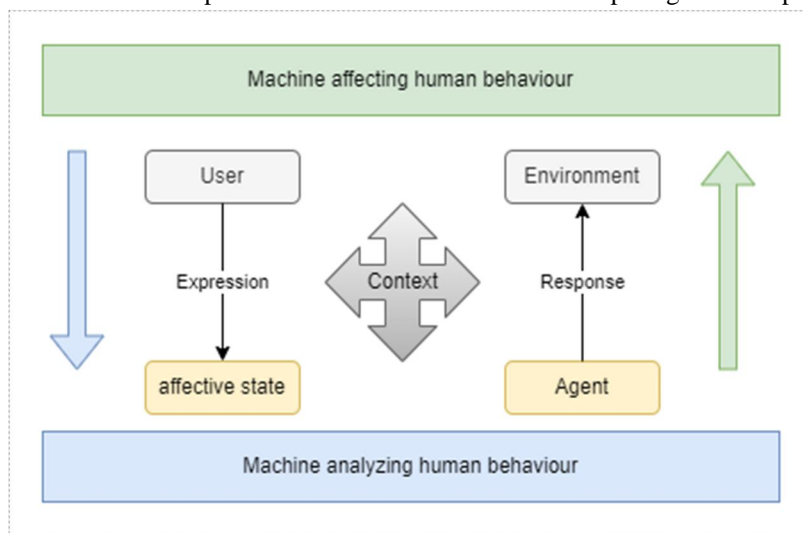 Machine affecting human behaviour
User
Environment
Expression
Context
Response
affective state
Agent
Machine analyzing human behaviour